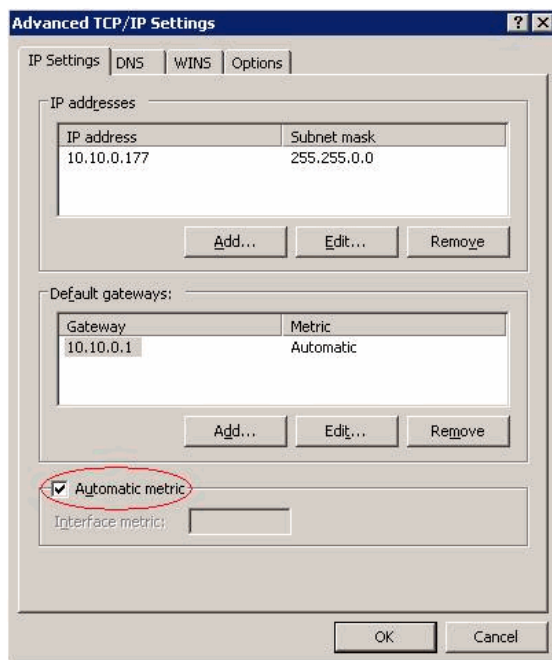 Advanced TCP/IP Settings
IP Settings DNS WINS Options
IP addresses
IP address Subnet mask
10.10.0.177 255.255.0.0
Add... Edit... Remove
Default gateways:
Gateway Metric
10.10.0.1 Automatic
Add... Edit... Remove
Automatic metric
Interface metric:
OK Cancel